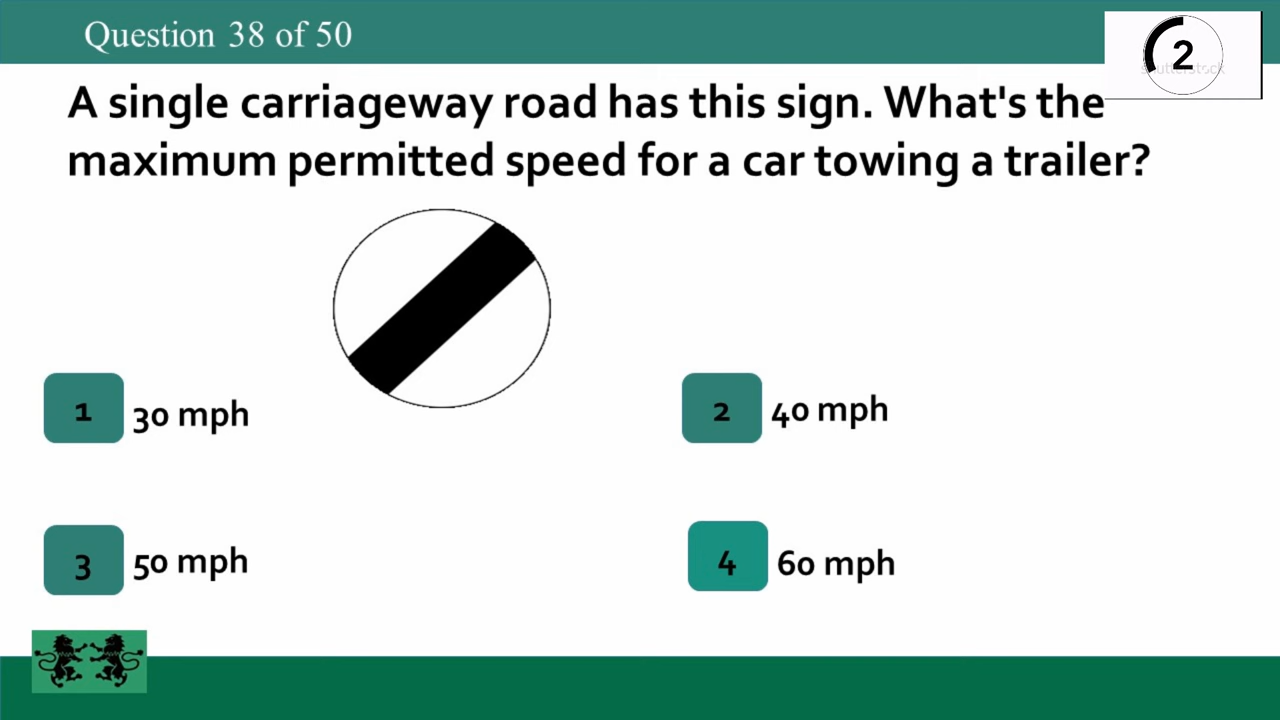 Question 38 of 50
2
shutterstock
A single carriageway road has this sign. What's the
maximum permitted speed for a car towing a trailer?
1 30 mph
2 40 mph
3 50 mph
4 60 mph